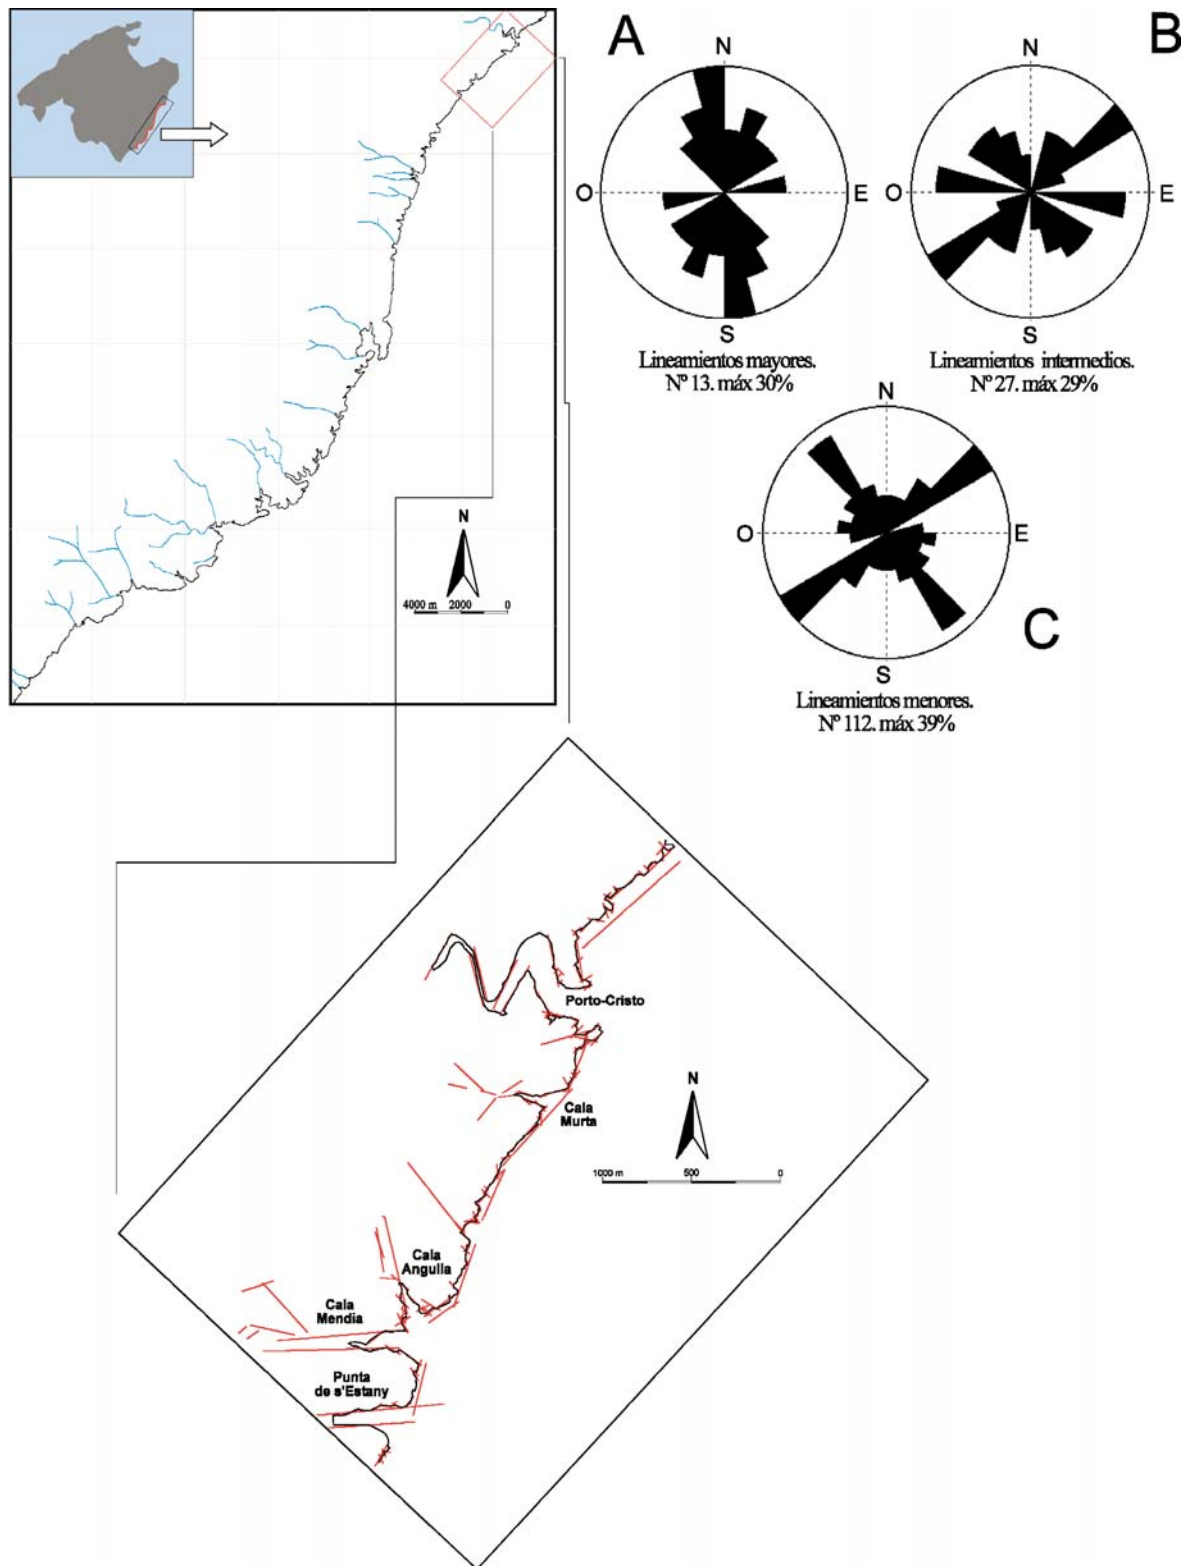 A
N
O
E
S
Lineamientos mayores.
Nº 13. máx 30%
B
N
O
E
S
Lineamientos intermedios.
Nº 27. máx 29%
N
O
E
S
C
Lineamientos menores.
Nº 112. máx 39%
N
4000 m 2000 0
Porto-Cristo
Cala
Murta
N
1000 m 500 0
Cala
Anguila
Cala
Mendia
Punta
de s'Estany